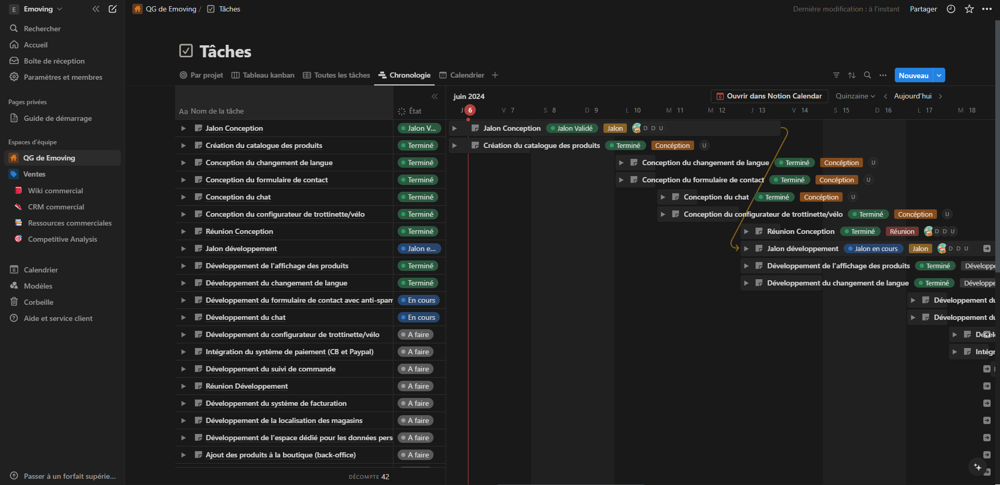 E Emoving
Rechercher
Accueil
Boîte de réception
Paramètres et membres
Pages privées
Guide de démarrage
Espaces d'équipe
QG de Emoving
Ventes
Wiki commercial
CRM commercial
Ressources commerciales
Competitive Analysis
Calendrier
Modèles
Corbeille
Aide et service client
Passer à un forfait supérie...
QG de Emoving / Tâches
Dernière modification : à l'instant Partager
Tâches
Par projet Tableau kanban Toutes les tâches Chronologie Calendrier
Nouveau
juin 2024 Ouvrir dans Notion Calendar Quinzaine Aujourd'hui
Aa Nom de la tâche État J 6 V 7 S 8 D 9 L 10 M 11 M 12 J 13 V 14 S 15 D 16 L 17 M 18
Jalon Conception Jalon V... Jalon Conception Jalon Validé Jalon D D U
Création du catalogue des produits Terminé Création du catalogue des produits Terminé Concéption U
Conception du changement de langue Terminé Conception du changement de langue Terminé Concéption U
Conception du formulaire de contact Terminé Conception du formulaire de contact Terminé Concéption U
Conception du chat Terminé Conception du chat Terminé Concéption U
Conception du configurateur de trottinette/vélo Terminé Conception du configurateur de trottinette/vélo Terminé Concéption U
Réunion Conception Terminé Réunion Conception Terminé Réunion D D U
Jalon développement Jalon e... Jalon développement Jalon en cours Jalon D D U
Développement de l'affichage des produits Terminé Développement de l'affichage des produits Terminé Développe
Développement du changement de langue Terminé Développement du changement de langue Terminé Développe
Développement du formulaire de contact avec anti-spam En cours Développement du
Développement du chat En cours Développement du
Développement du configurateur de trottinette/vélo A faire
Intégration du système de paiement (CB et Paypal) A faire Intégr
Développement du suivi de commande A faire
Réunion Développement A faire
Développement du système de facturation A faire
Développement de la localisation des magasins A faire
Développement de l'espace dédié pour les données pers A faire
Ajout des produits à la boutique (back-office) A faire
DÉCOMPTE 42